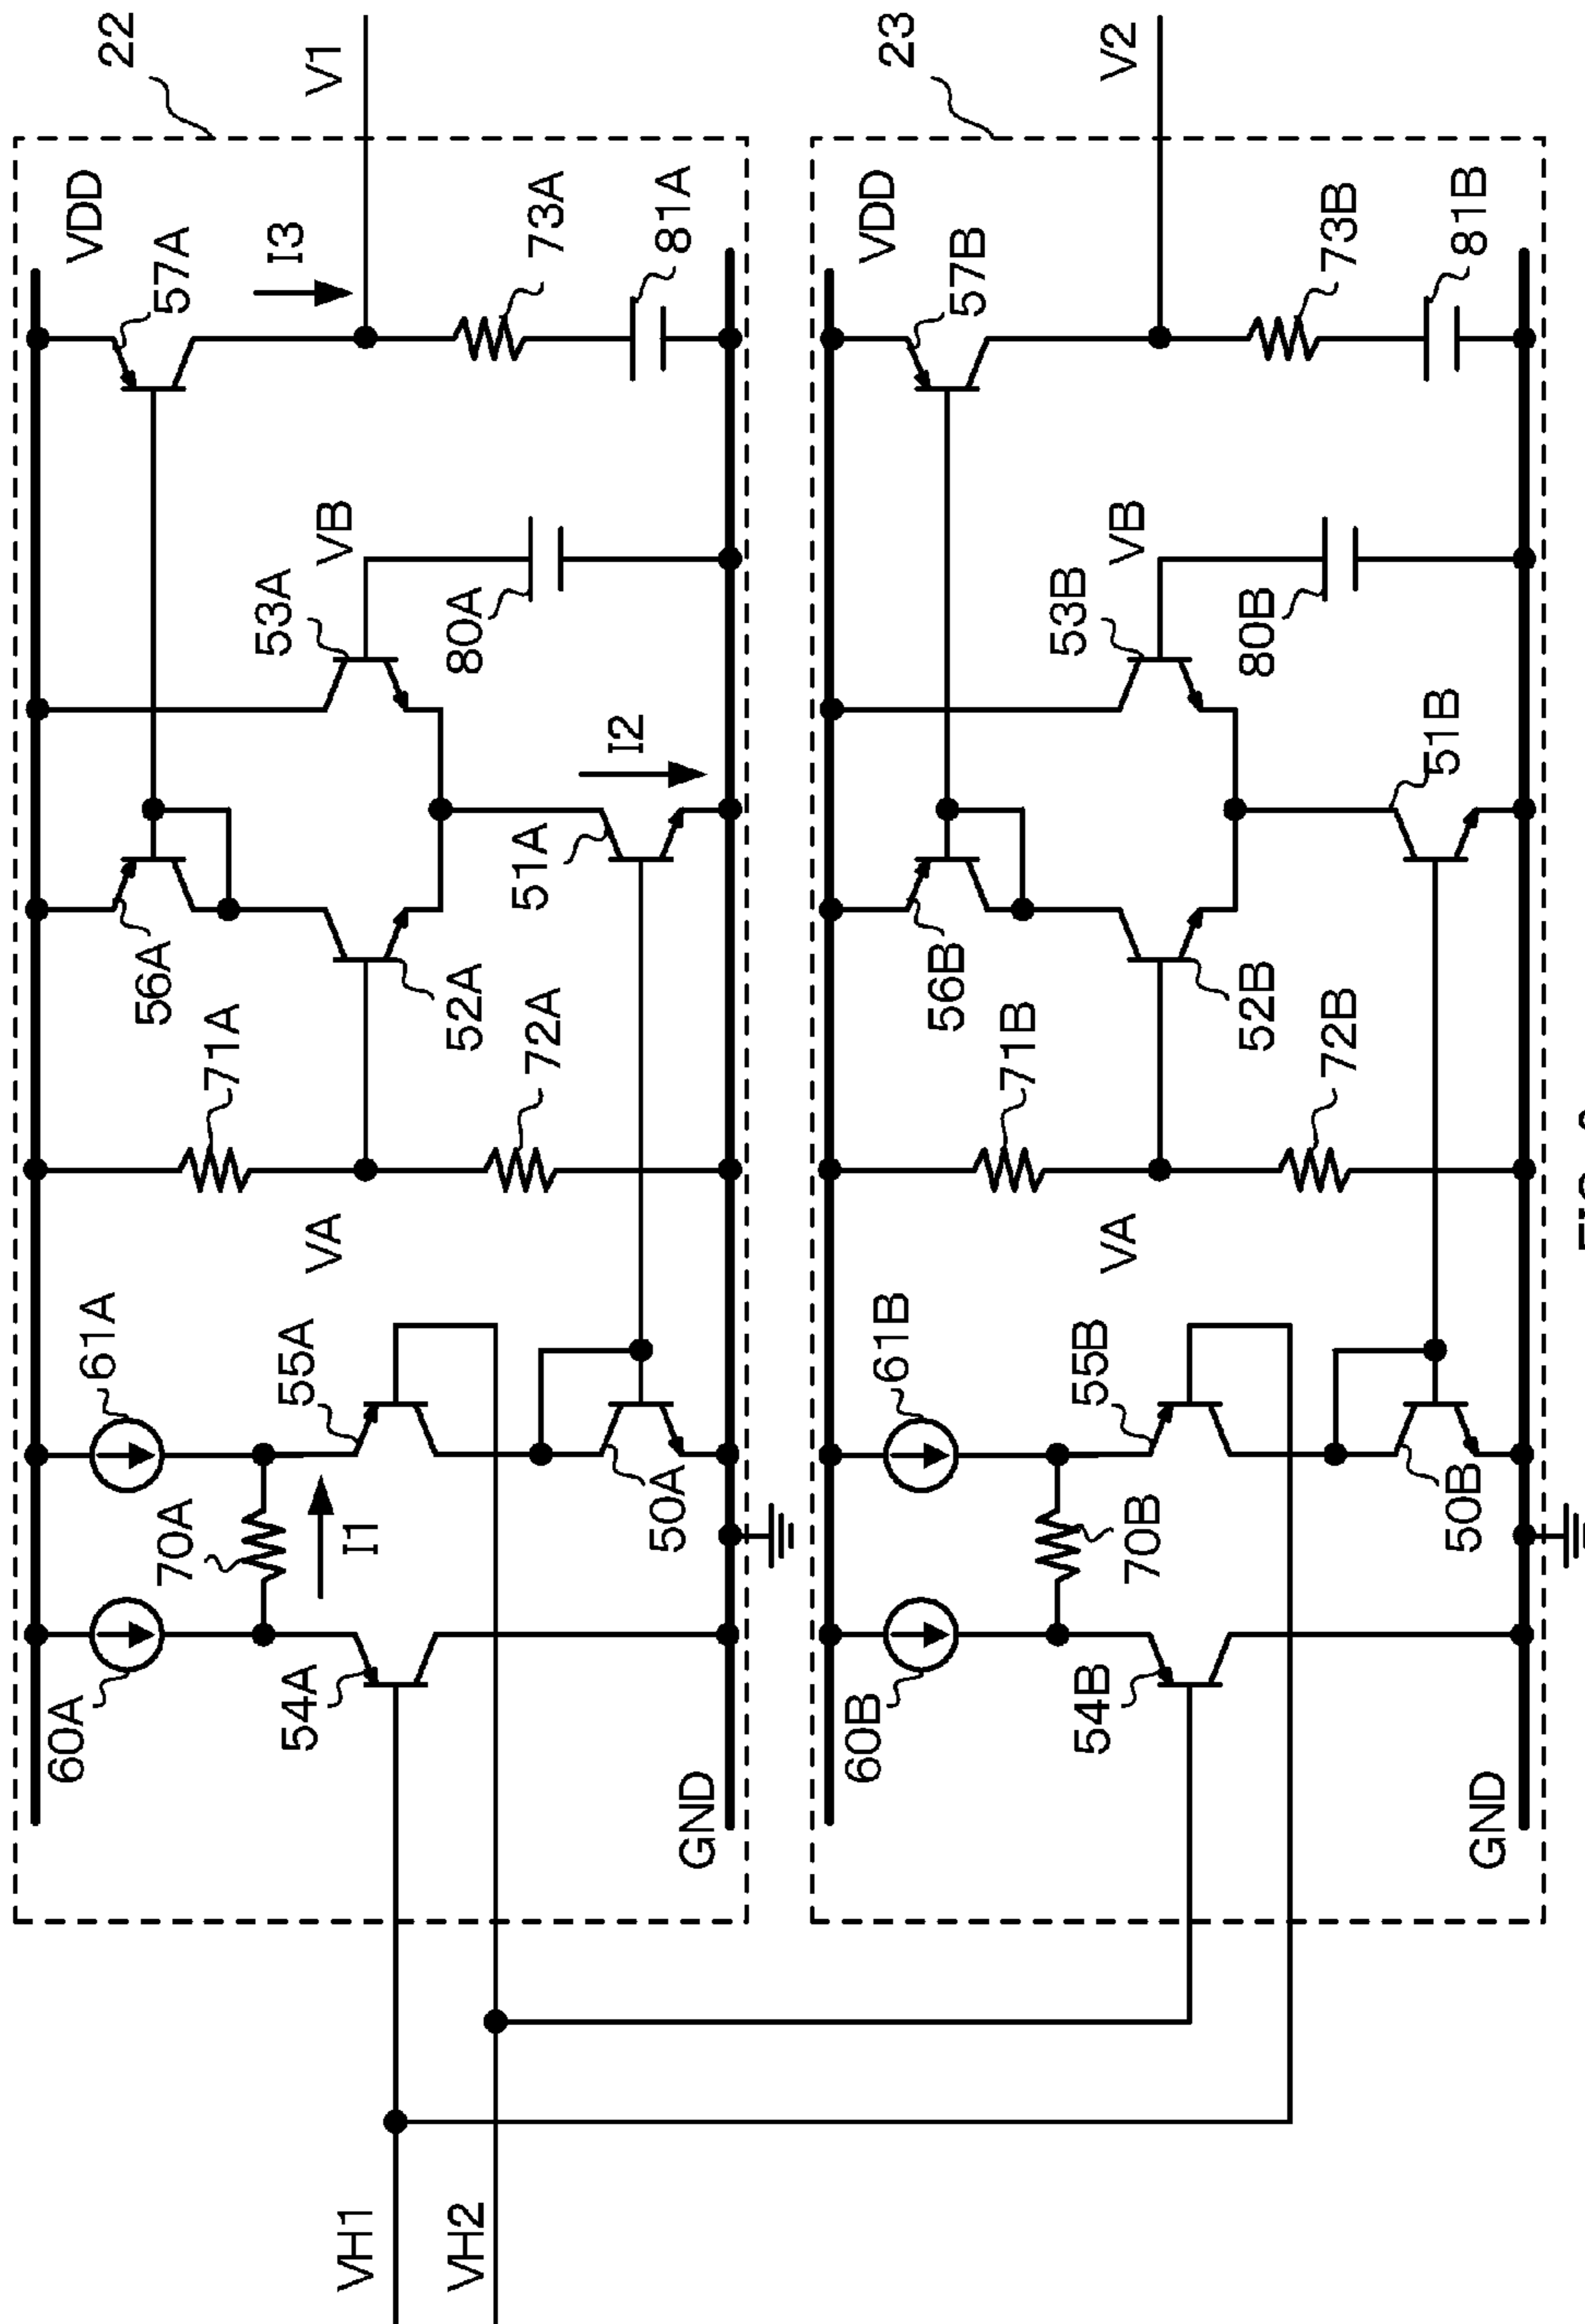 22
VDD
57A
I3
V1
73A
81A
53A
VB
80A
I2
51A
56A
52A
71A
72A
VA
61A
55A
70A
I1
50A
60A
54A
GND
23
VDD
57B
V2
73B
81B
53B
VB
80B
51B
56B
52B
71B
72B
VA
61B
55B
70B
50B
60B
54B
GND
VH1
VH2